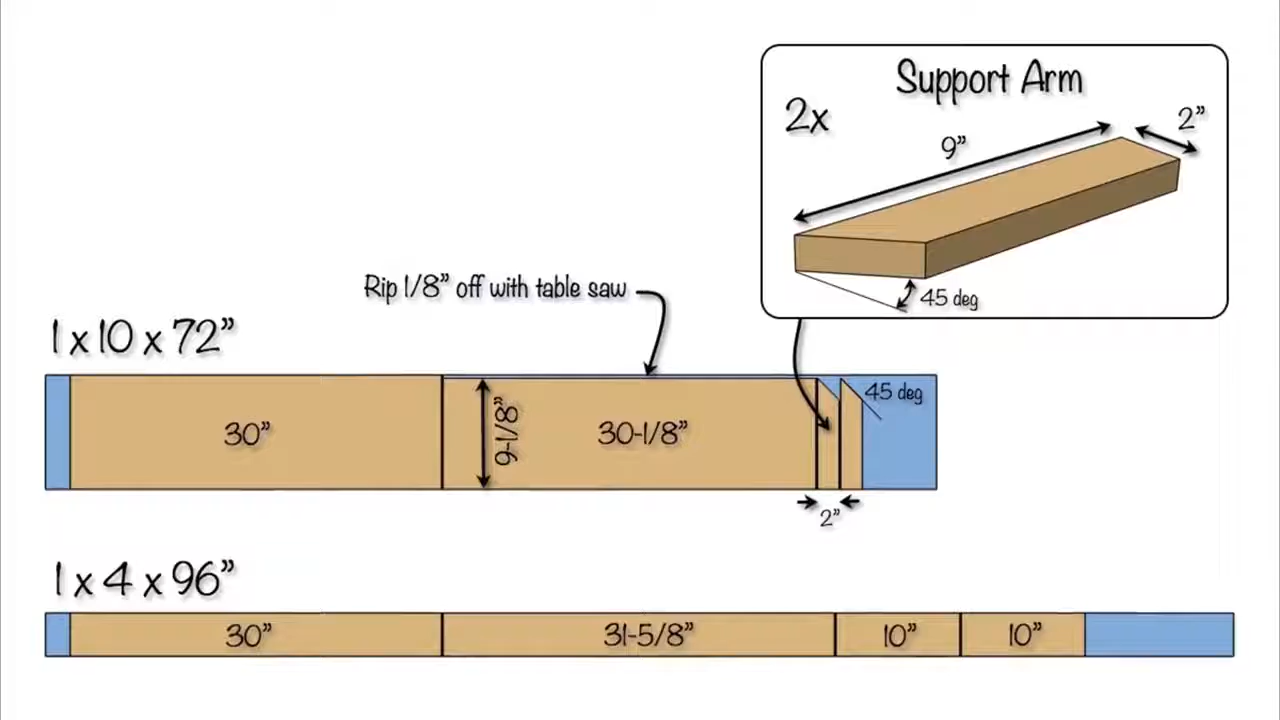 Support Arm
2x
9”
2”
45 deg
Rip 1/8” off with table saw
1 x 10 x 72”
30”
9-1/8”
30-1/8”
45 deg
2”
1 x 4 x 96”
30”
31-5/8”
10”
10”